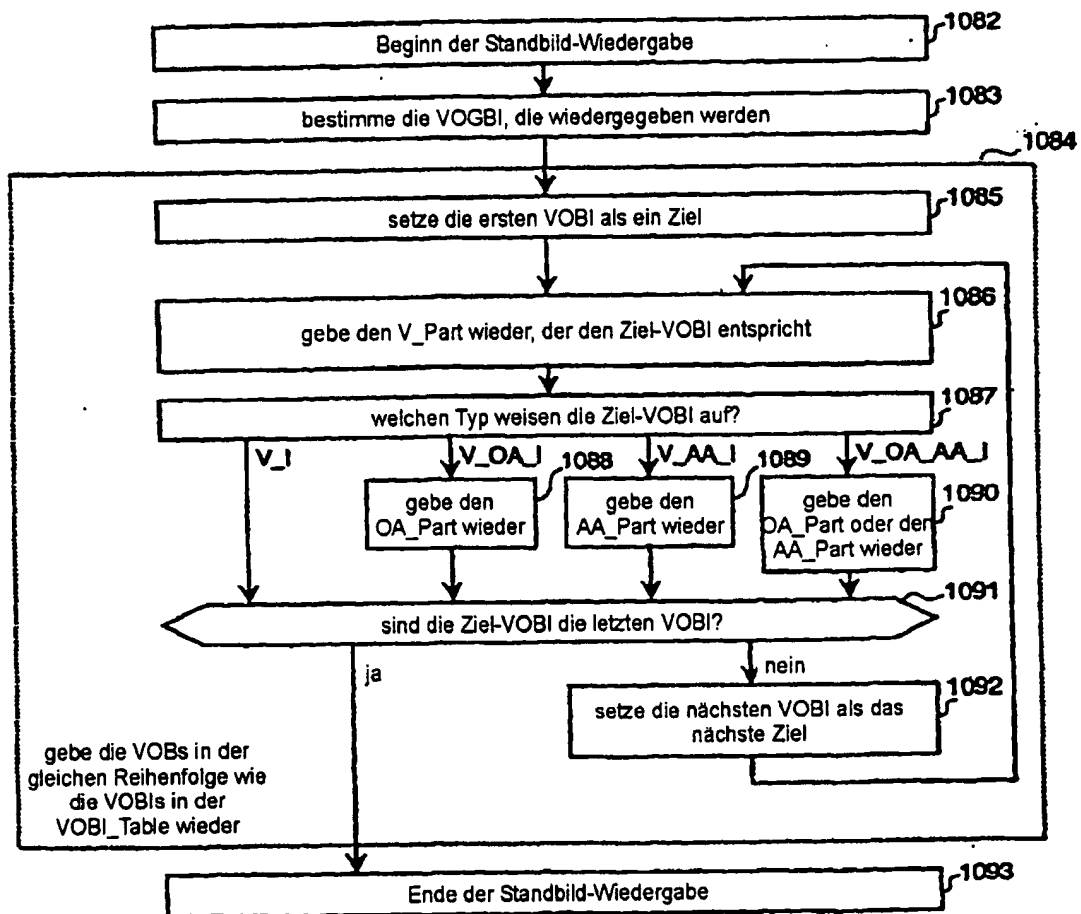 1082
Beginn der Standbild-Wiedergabe
1083
bestimme die VOGBI, die wiedergegeben werden
1084
1085
setze die ersten VOBI als ein Ziel
1086
gebe den V_Part wieder, der den Ziel-VOBI entspricht
1087
welchen Typ weisen die Ziel-VOBI auf?
V_I
V_OA_I
V_AA_I
V_OA_AA_I
1088
gebe den
OA_Part wieder
1089
gebe den
AA_Part wieder
1090
gebe den
OA_Part oder den
AA_Part wieder
1091
sind die Ziel-VOBI die letzten VOBI?
ja
nein
1092
setze die nächsten VOBI als das
nächste Ziel
gebe die VOBs in der
gleichen Reihenfolge wie
die VOBIs in der
VOBI_Table wieder
1093
Ende der Standbild-Wiedergabe